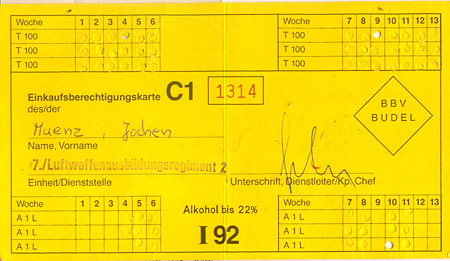 Woche 1 2 3 4 5 6
T 100
T 100
T 100
Woche 7 8 9 10 11 12 13
T 100
T 100
T 100
Einkaufsberechtigungskarte C1 1314
des/der
Muenz, Jochen
Name, Vorname
7./Luftwaffenausbildungsregiment 2
Einheit/Dienststelle
Unterschrift, Dienstleiter/Kp. Chef
BBV
BUDEL
Woche 1 2 3 4 5 6
A 1 L
A 1 L
A 1 L
Alkohol bis 22%
I 92
Woche 7 8 9 10 11 12 13
A 1 L
A 1 L
A 1 L